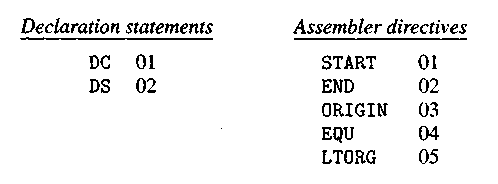 Declaration statements
DC 01
DS 02
Assembler directives
START 01
END 02
ORIGIN 03
EQU 04
LTORG 05